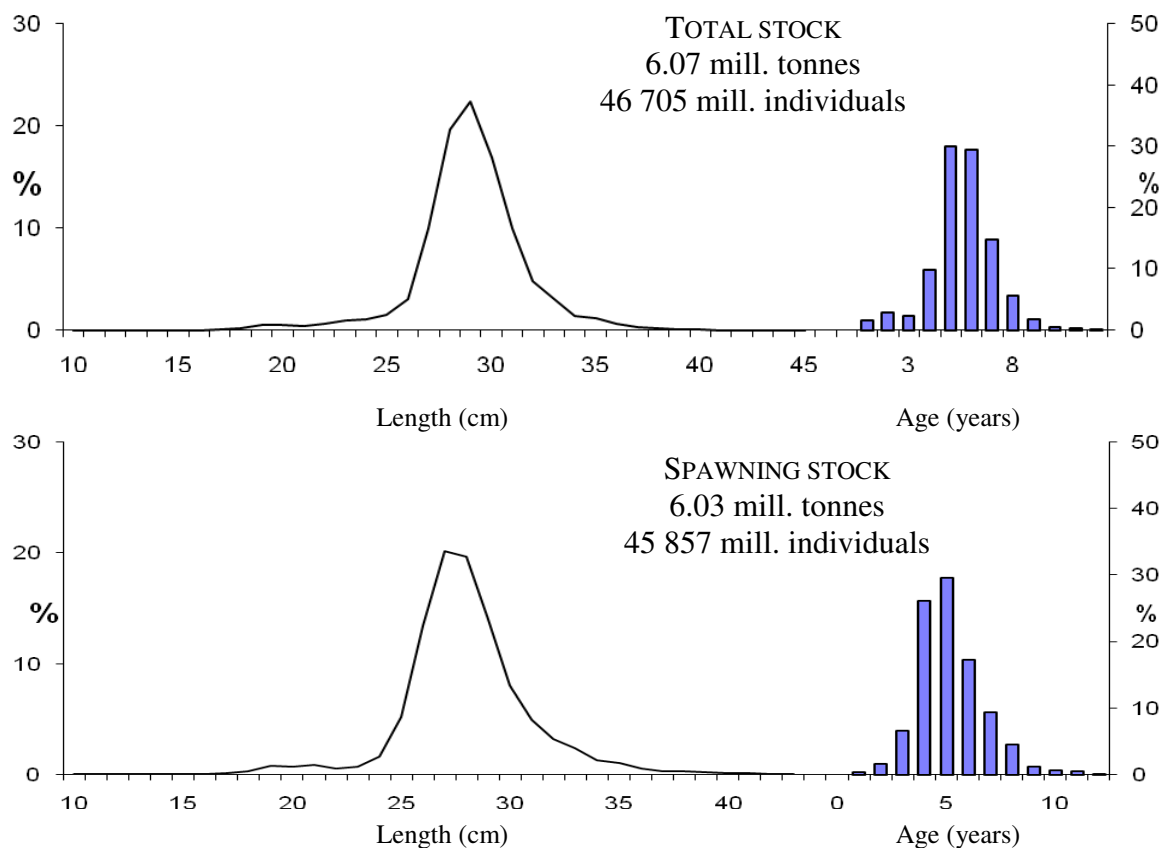 TOTAL STOCK
6.07 mill. tonnes
46 705 mill. individuals
30
20
%
10
0
10 15 20 25 30 35 40 45
Length (cm)
50
40
30
%
20
10
0
3 8
Age (years)
SPAWNING STOCK
6.03 mill. tonnes
45 857 mill. individuals
30
20
%
10
0
10 15 20 25 30 35 40
Length (cm)
50
40
30
%
20
10
0
0 5 10
Age (years)